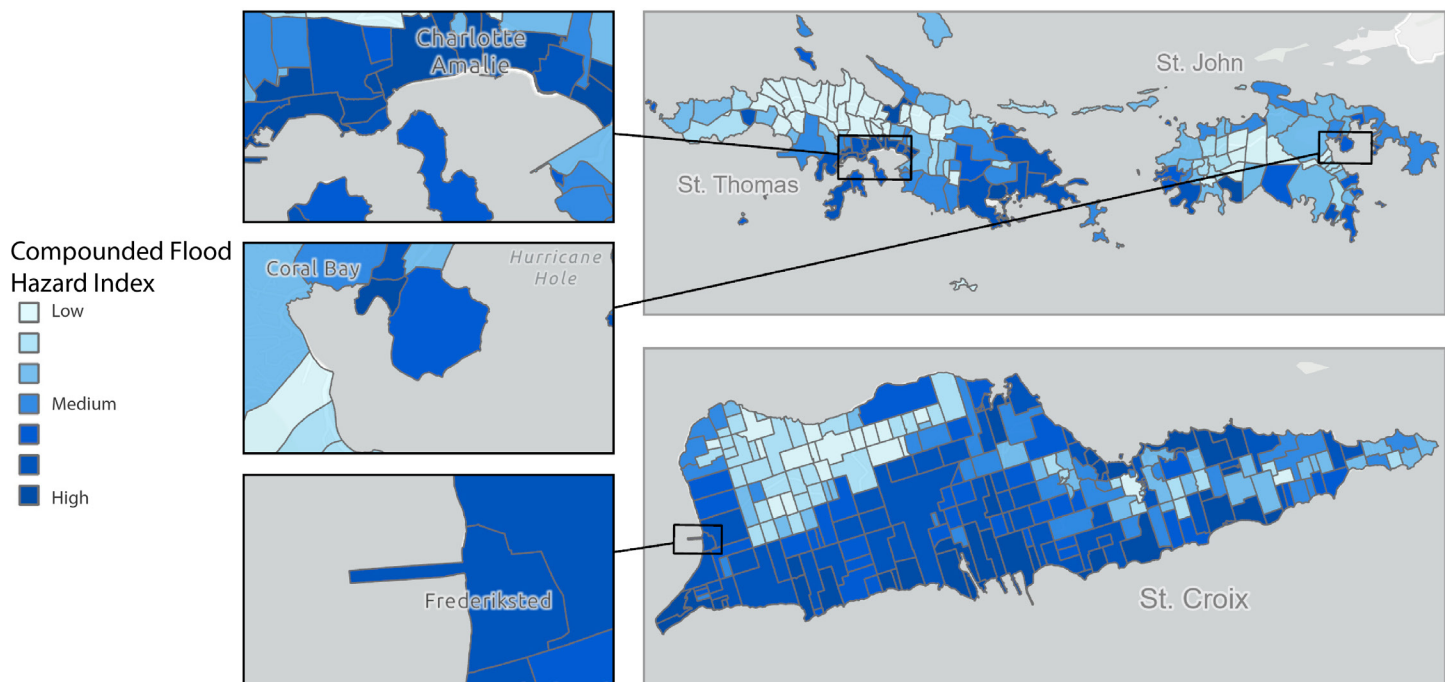 Charlotte
Amalie
St. John
St. Thomas
Compounded Flood
Hazard Index
Low
Medium
High
Coral Bay
Hurricane
Hole
Frederiksted
St. Croix